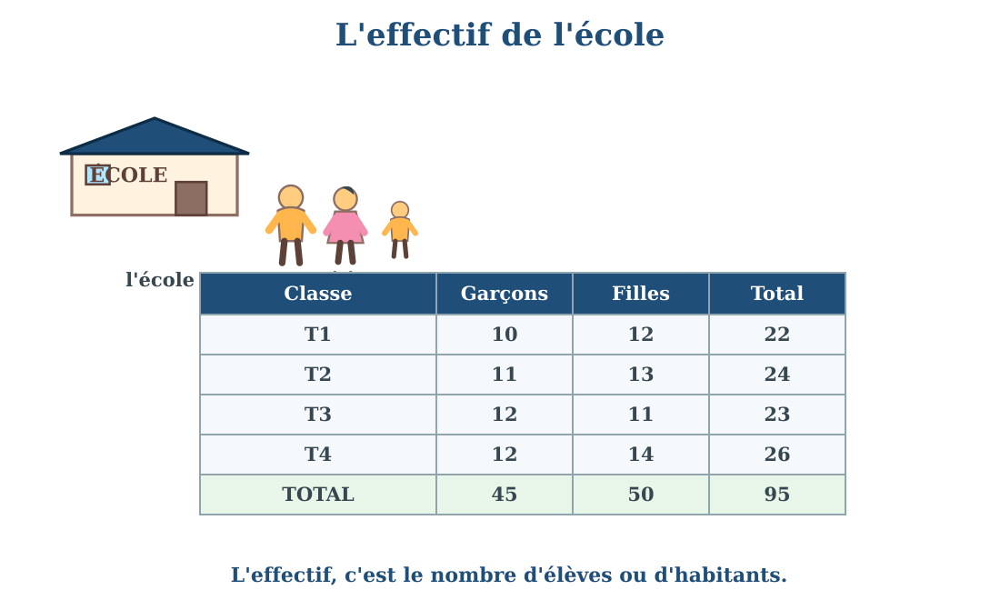 L'effectif de l'école
ÉCOLE
l'école
Classe Garçons Filles Total
T1 10 12 22
T2 11 13 24
T3 12 11 23
T4 12 14 26
TOTAL 45 50 95
L'effectif, c'est le nombre d'élèves ou d'habitants.